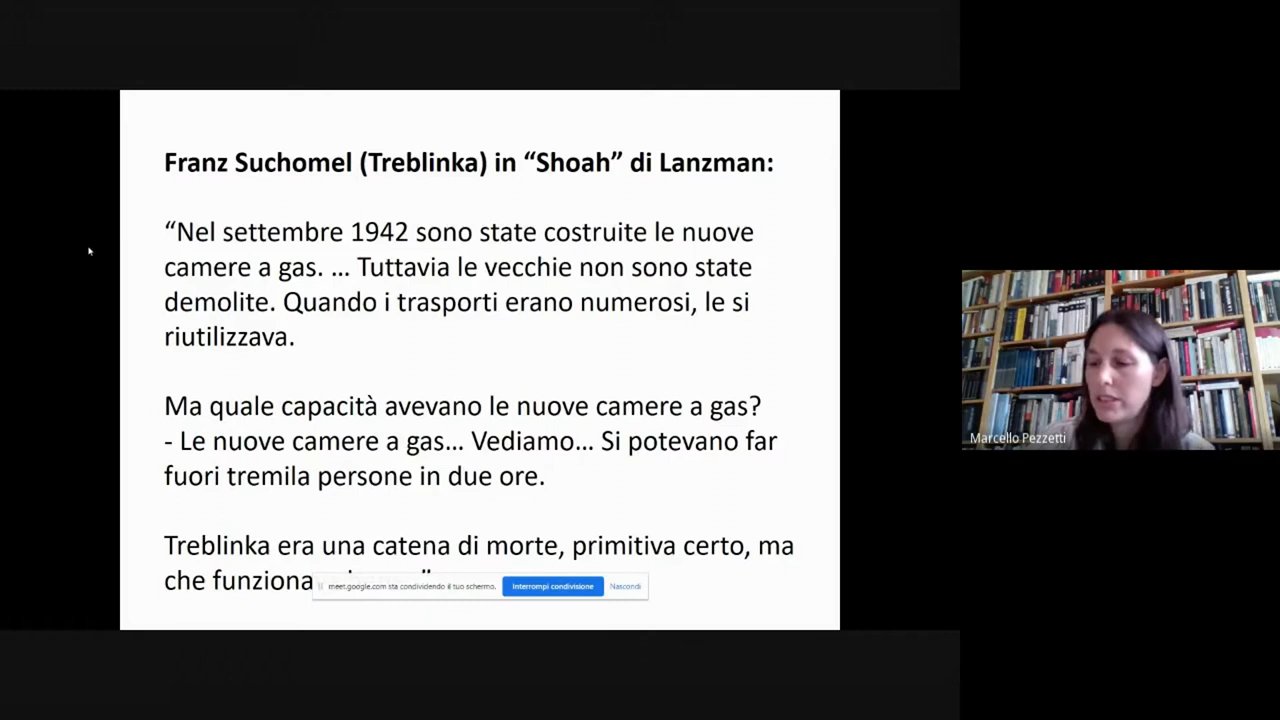 Franz Suchomel (Treblinka) in “Shoah” di Lanzman:
“Nel settembre 1942 sono state costruite le nuove
camere a gas. … Tuttavia le vecchie non sono state
demolite. Quando i trasporti erano numerosi, le si
riutilizzava.
Ma quale capacità avevano le nuove camere a gas?
- Le nuove camere a gas… Vediamo… Si potevano far
fuori tremila persone in due ore.
Treblinka era una catena di morte, primitiva certo, ma
che funziona
meet.google.com sta condividendo il tuo schermo. Interrompi condivisione Nascondi
Marcello Pezzetti